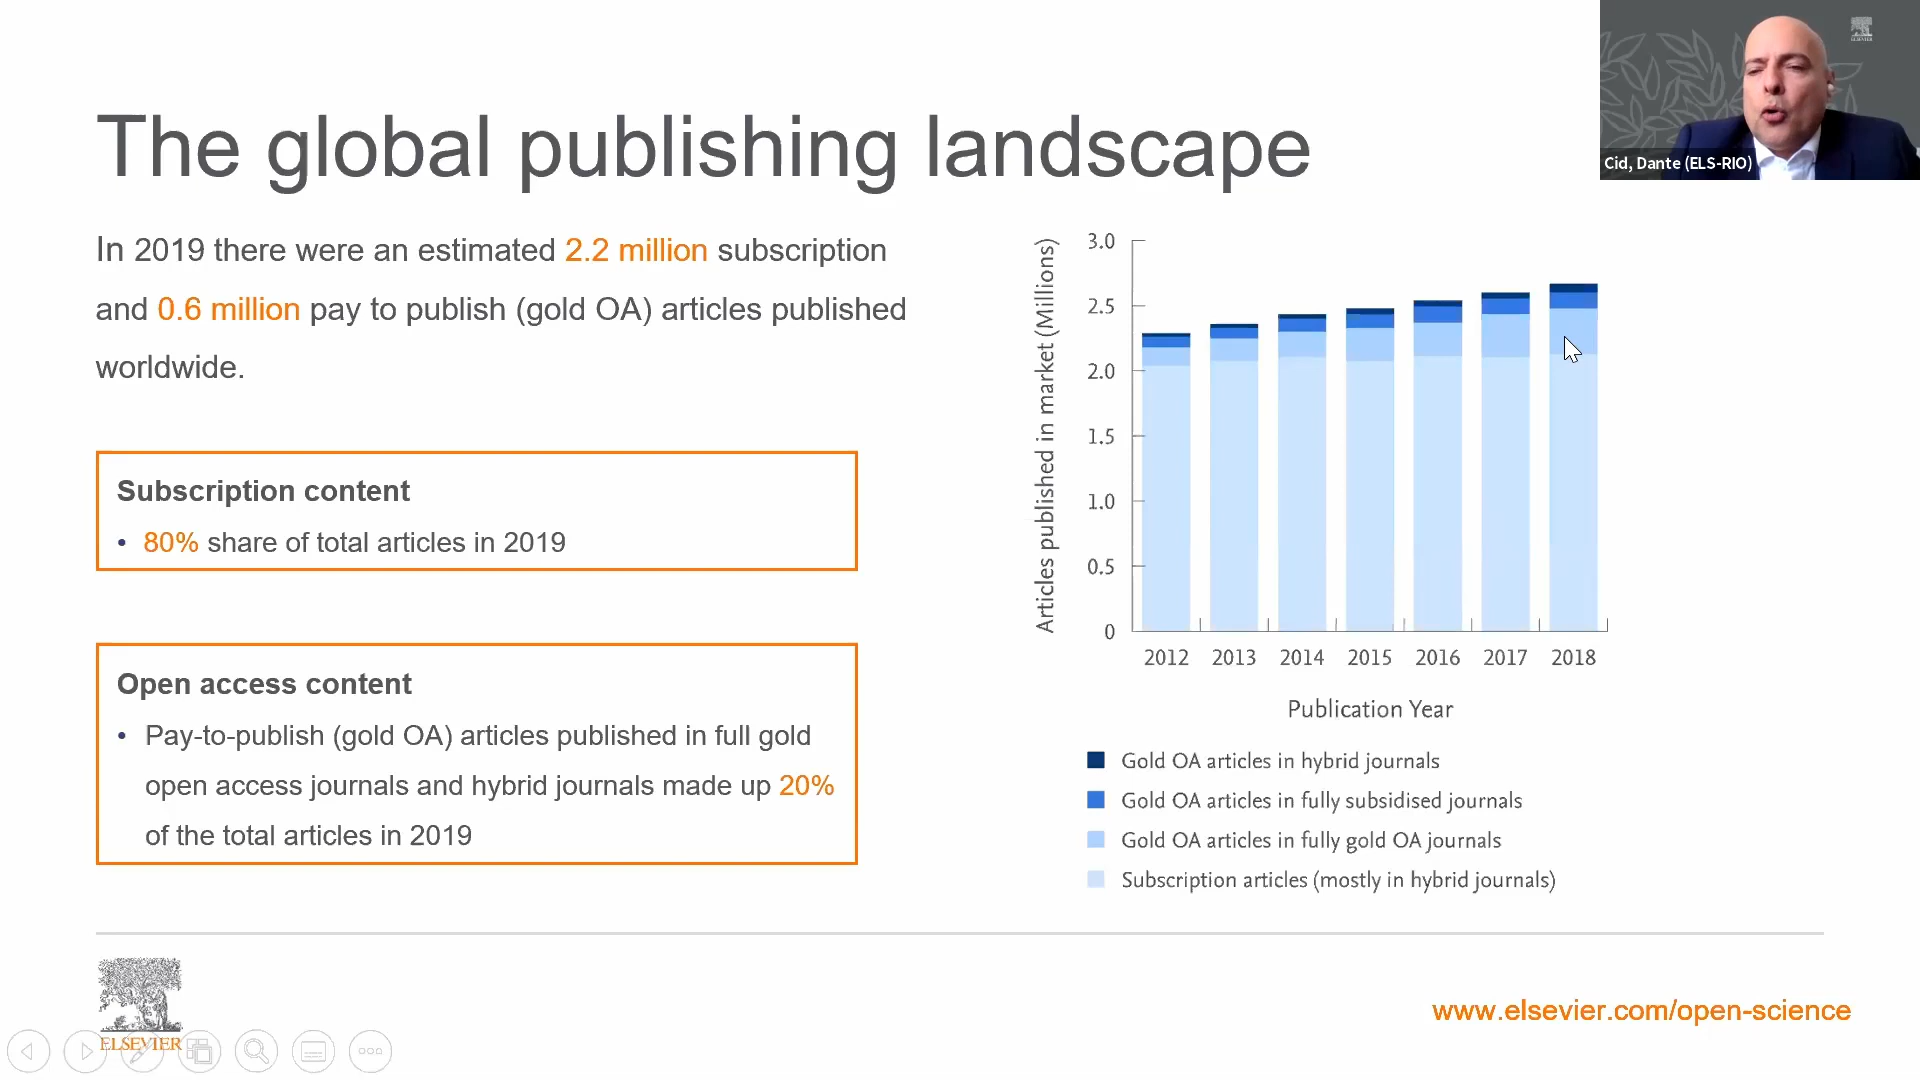 The global publishing landscape
ELSEVIER
Cid, Dante (ELS-RIO)
In 2019 there were an estimated 2.2 million subscription
and 0.6 million pay to publish (gold OA) articles published
worldwide.
Subscription content
• 80% share of total articles in 2019
Open access content
• Pay-to-publish (gold OA) articles published in full gold
open access journals and hybrid journals made up 20%
of the total articles in 2019
Articles published in market (Millions)
3.0
2.5
2.0
1.5
1.0
0.5
0
2012 2013 2014 2015 2016 2017 2018
Publication Year
Gold OA articles in hybrid journals
Gold OA articles in fully subsidised journals
Gold OA articles in fully gold OA journals
Subscription articles (mostly in hybrid journals)
ELSEVIER
www.elsevier.com/open-science